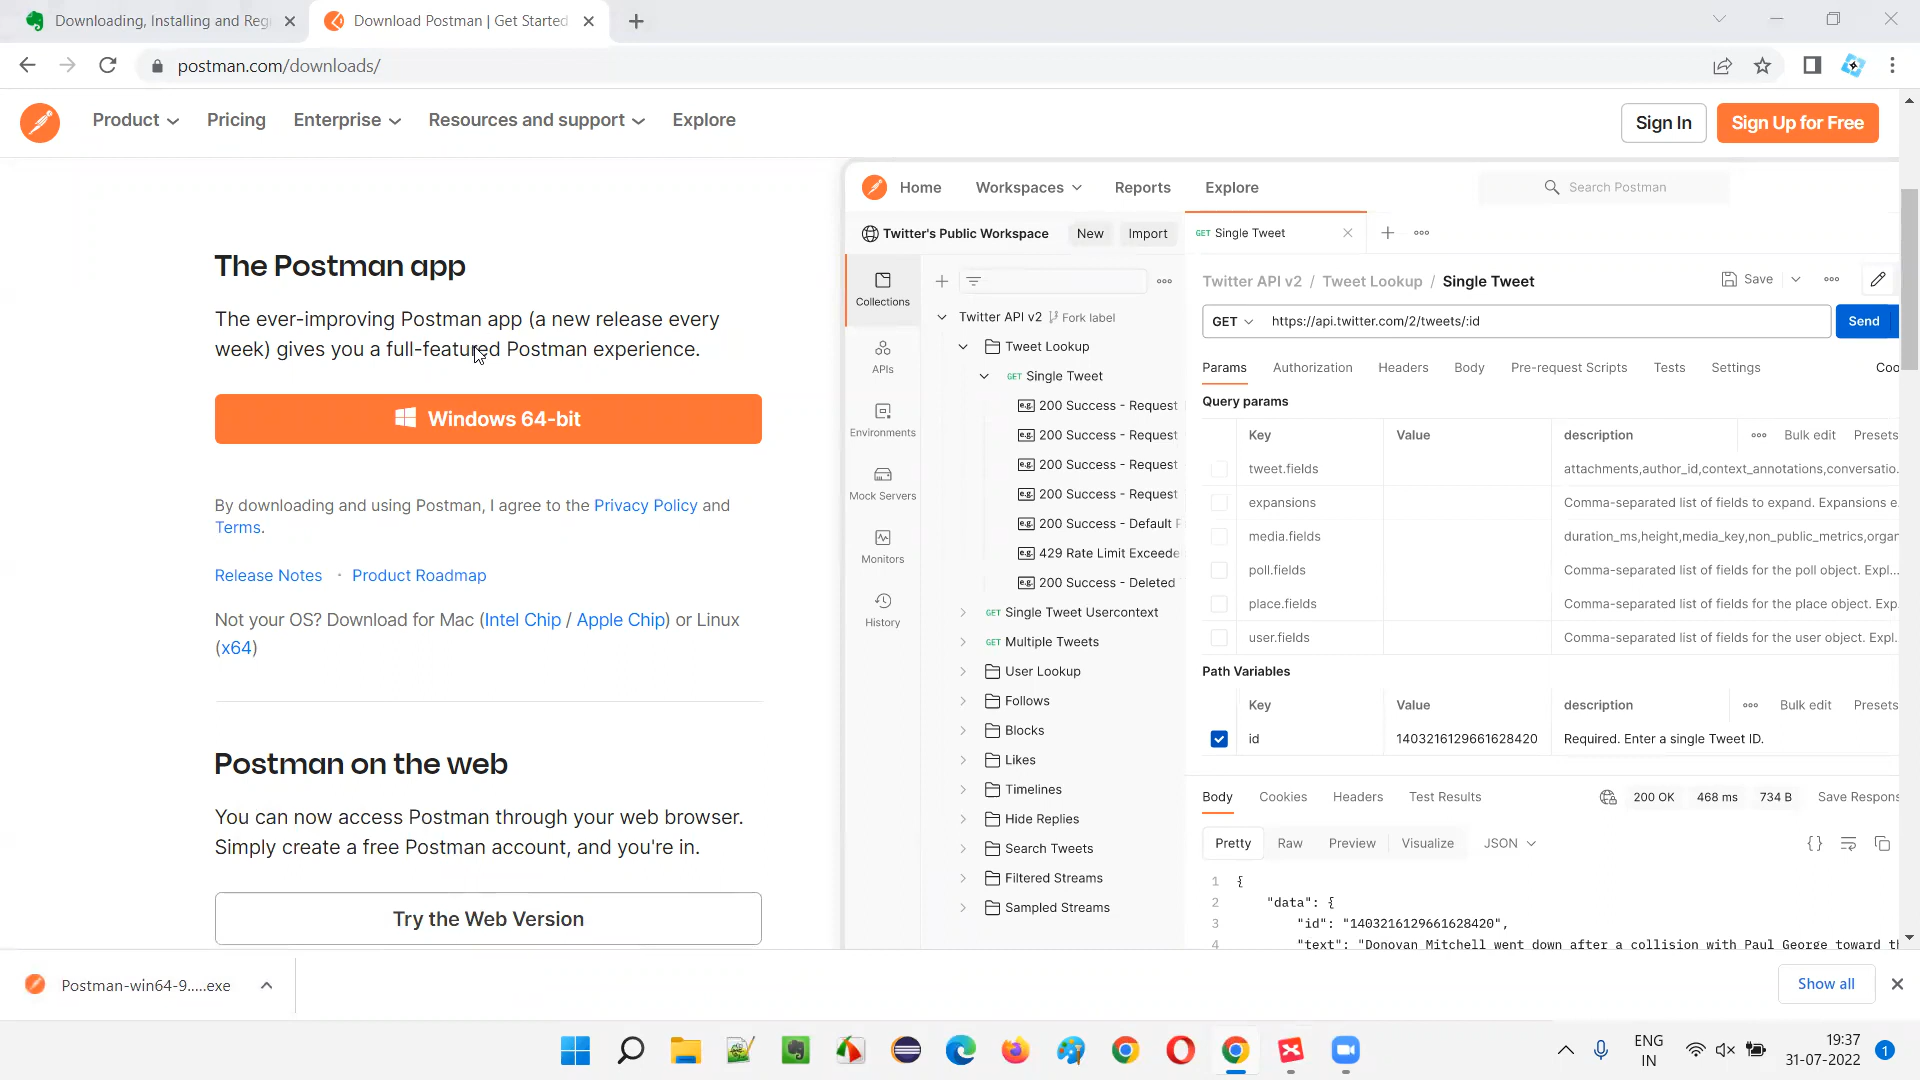 Downloading, Installing and Reg
Download Postman | Get Started
postman.com/downloads/
Product
Pricing
Enterprise
Resources and support
Explore
Sign In
Sign Up for Free
The Postman app
The ever-improving Postman app (a new release every
week) gives you a full-featured Postman experience.
Windows 64-bit
By downloading and using Postman, I agree to the Privacy Policy and
Terms.
Release Notes · Product Roadmap
Not your OS? Download for Mac (Intel Chip / Apple Chip) or Linux
(x64)
Postman on the web
You can now access Postman through your web browser.
Simply create a free Postman account, and you're in.
Try the Web Version
Home
Workspaces
Reports
Explore
Search Postman
Twitter's Public Workspace
New
Import
GET Single Tweet
Collections
APIs
Environments
Mock Servers
Monitors
History
Twitter API v2 Fork label
Tweet Lookup
GET Single Tweet
e.g. 200 Success - Request
e.g. 200 Success - Request
e.g. 200 Success - Request
e.g. 200 Success - Request
e.g. 200 Success - Default
e.g. 429 Rate Limit Exceede
e.g. 200 Success - Deleted
GET Single Tweet Usercontext
GET Multiple Tweets
User Lookup
Follows
Blocks
Likes
Timelines
Hide Replies
Search Tweets
Filtered Streams
Sampled Streams
Twitter API v2 / Tweet Lookup / Single Tweet
Save
GET https://api.twitter.com/2/tweets/:id
Send
Params Authorization Headers Body Pre-request Scripts Tests Settings Coo
Query params
Key Value description Bulk edit Presets
tweet.fields attachments,author_id,context_annotations,conversatio...
expansions Comma-separated list of fields to expand. Expansions e.
media.fields duration_ms,height,media_key,non_public_metrics,organ
poll.fields Comma-separated list of fields for the poll object. Expl...
place.fields Comma-separated list of fields for the place object. Exp.
user.fields Comma-separated list of fields for the user object. Expl.
Path Variables
Key Value description Bulk edit Presets
id 1403216129661628420 Required. Enter a single Tweet ID.
Body Cookies Headers Test Results 200 OK 468 ms 734 B Save Respons
Pretty Raw Preview Visualize JSON
1 {
2 "data": {
3 "id": "1403216129661628420",
4 "text": "Donovan Mitchell went down after a collision with Paul George toward th
Postman-win64-9.....exe
Show all
ENG
IN
19:37
31-07-2022
1